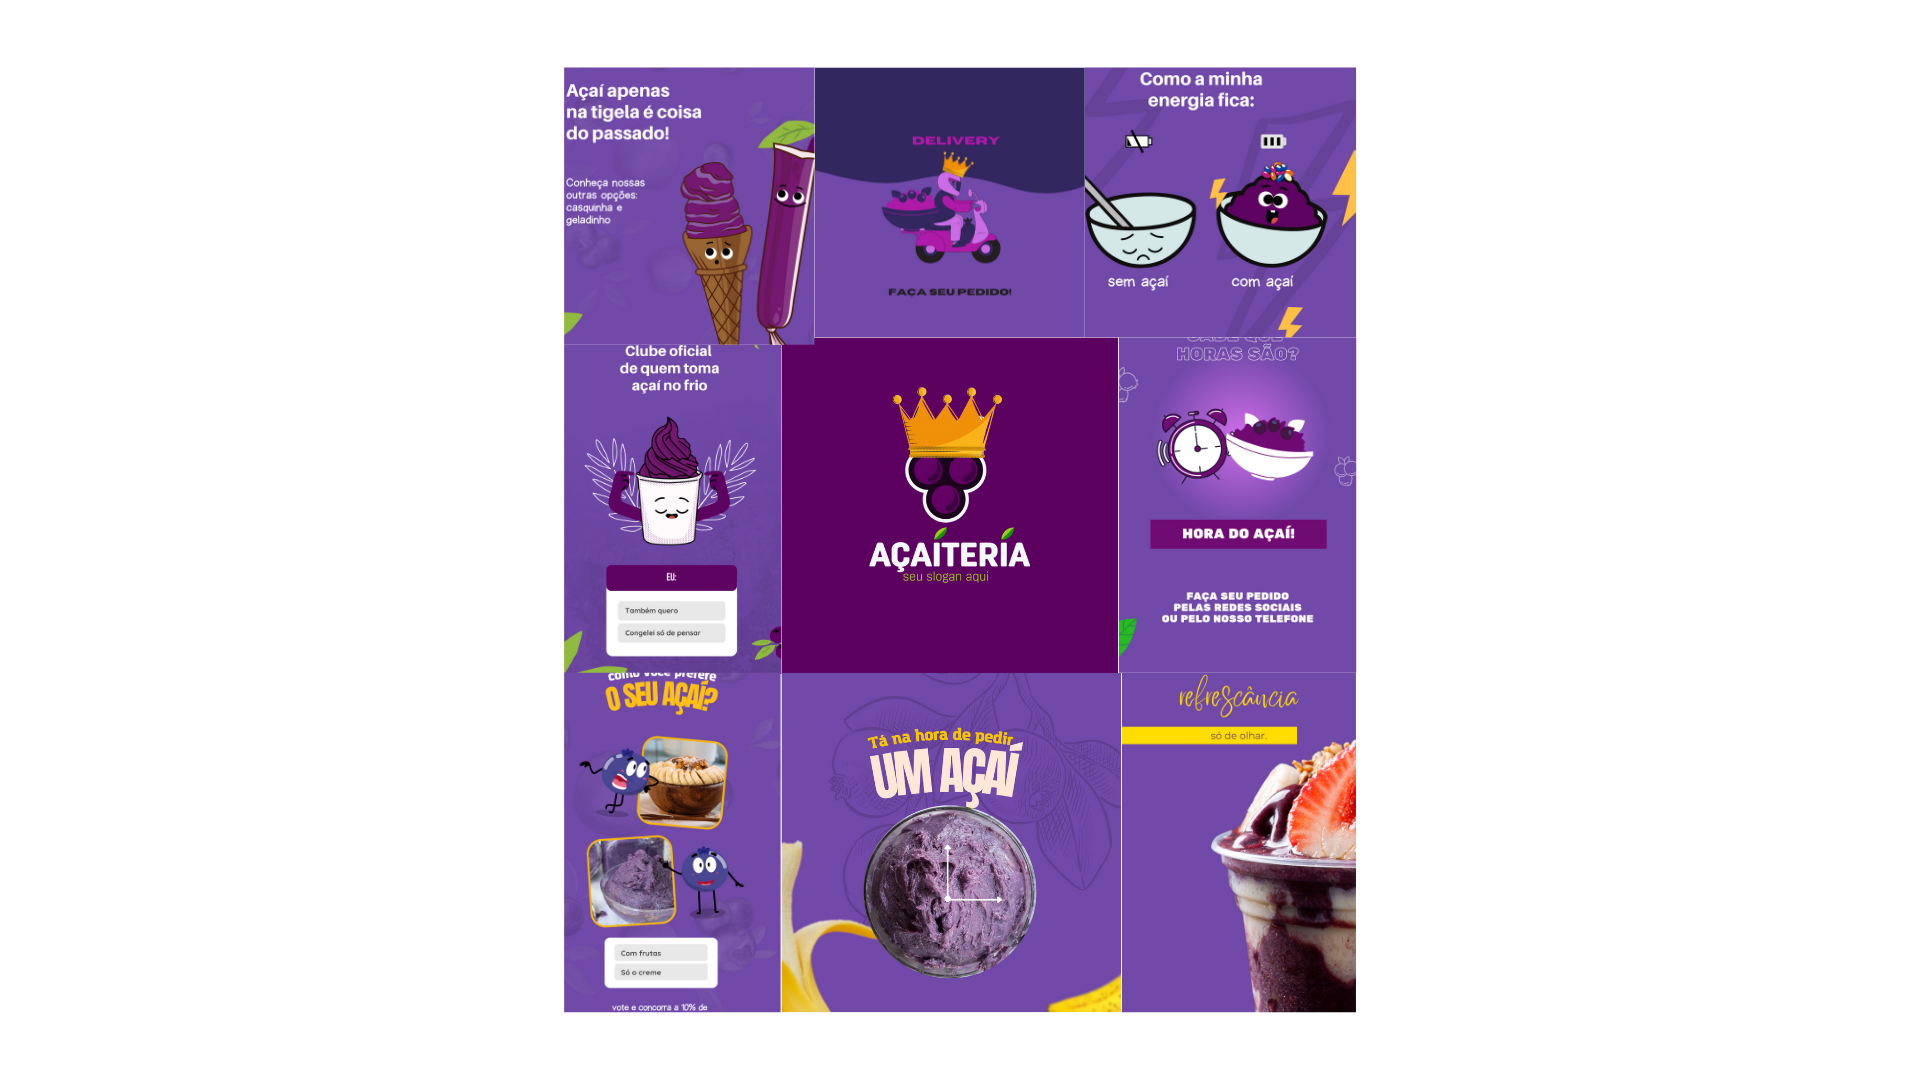 Açaí apenas
na tigela é coisa
do passado!
Conheça nossas
outras opções:
casquinha e
geladinho
DELIVERY
FAÇA SEU PEDIDO!
Como a minha
energia fica:
sem açaí
com açaí
Clube oficial
de quem toma
açaí no frio
EU:
Também quero
Congelei só de pensar
AÇAÍTERÍA
seu slogan aqui
SABE QUE
HORAS SÃO?
HORA DO AÇAÍ!
FAÇA SEU PEDIDO
PELAS REDES SOCIAIS
OU PELO NOSSO TELEFONE
como você prefere
O SEU AÇAÍ?
Com frutas
Só o creme
vote e concorra a 10% de
Tá na hora de pedir
UM AÇAÍ
refrescância
só de olhar.